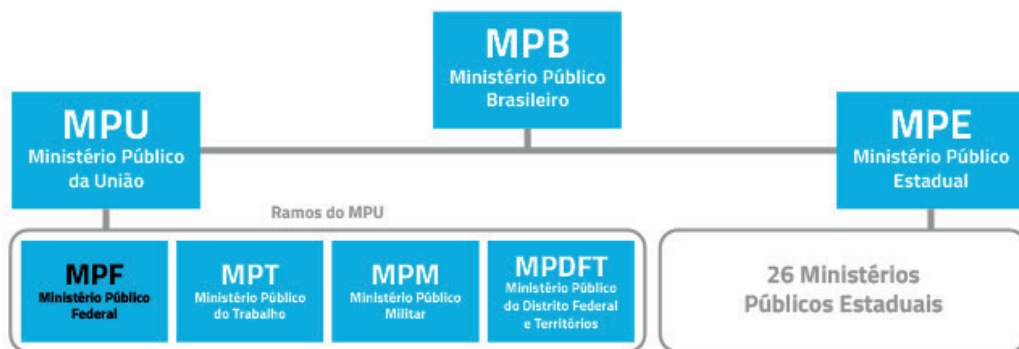 MPB
Ministério Público
Brasileiro
MPU
Ministério Público
da União
MPE
Ministério Público
Estadual
Ramos do MPU
MPF
Ministério Público
Federal
MPT
Ministério Público
do Trabalho
MPM
Ministério Público
Militar
MPDFT
Ministério Público
do Distrito Federal
e Territórios
26 Ministérios
Públicos Estaduais